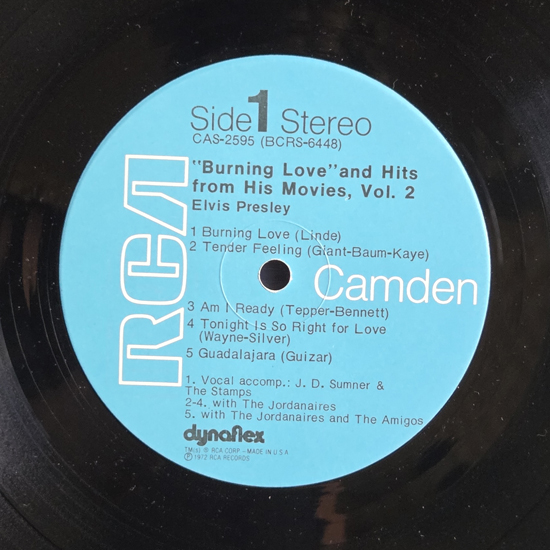 Side 1 Stereo
CAS-2595 (BCRS-6448)
"Burning Love" and Hits
from His Movies, Vol. 2
Elvis Presley
1 Burning Love (Linde)
2 Tender Feeling (Giant-Baum-Kaye)
RCA Camden
3 Am I Ready (Tepper-Bennett)
4 Tonight Is So Right for Love
(Wayne-Silver)
5 Guadalajara (Guizar)
1. Vocal accomp.: J. D. Sumner &
The Stamps
2-4. with The Jordanaires
5. with The Jordanaires and The Amigos
dynaflex
TM(s) ® RCA CORP.-MADE IN U.S.A
℗ 1972 RCA RECORDS